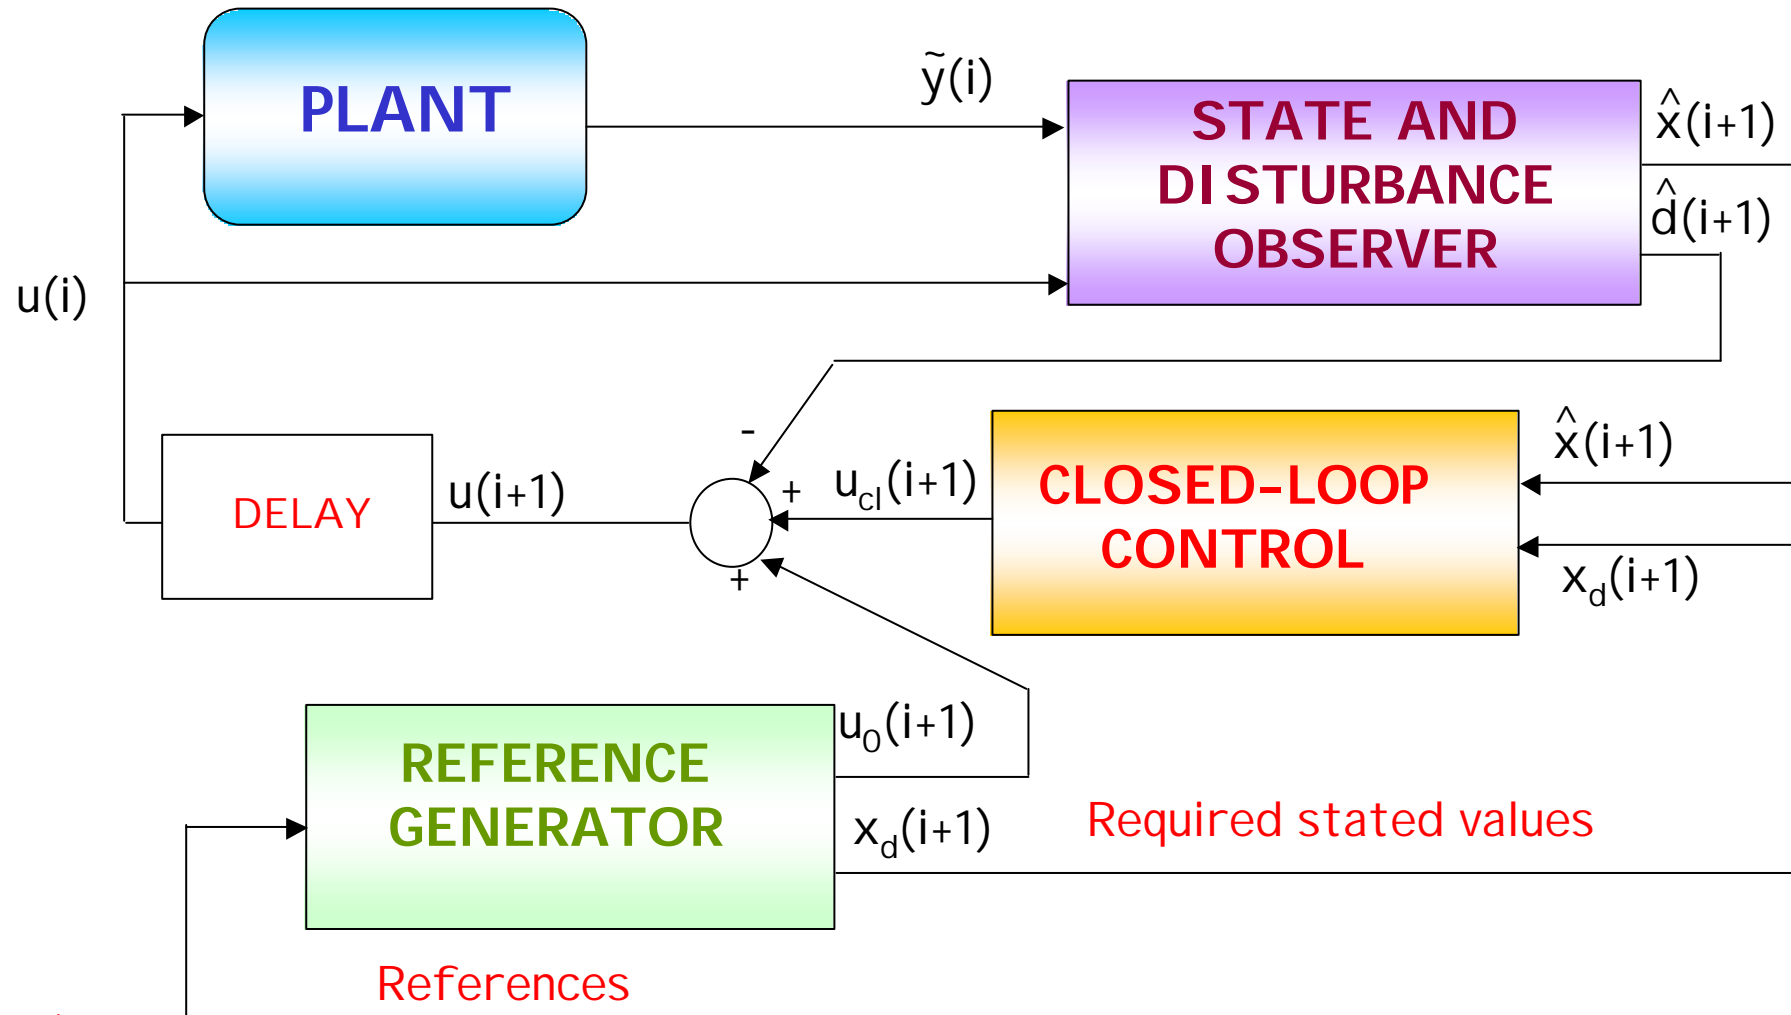 PLANT
ỹ(i)
STATE AND
DISTURBANCE
OBSERVER
x̂(i+1)
d̂(i+1)
u(i)
-
DELAY
u(i+1)
+
+
u_cl(i+1)
CLOSED-LOOP
CONTROL
x̂(i+1)
x_d(i+1)
REFERENCE
GENERATOR
u_0(i+1)
x_d(i+1)
Required stated values
References